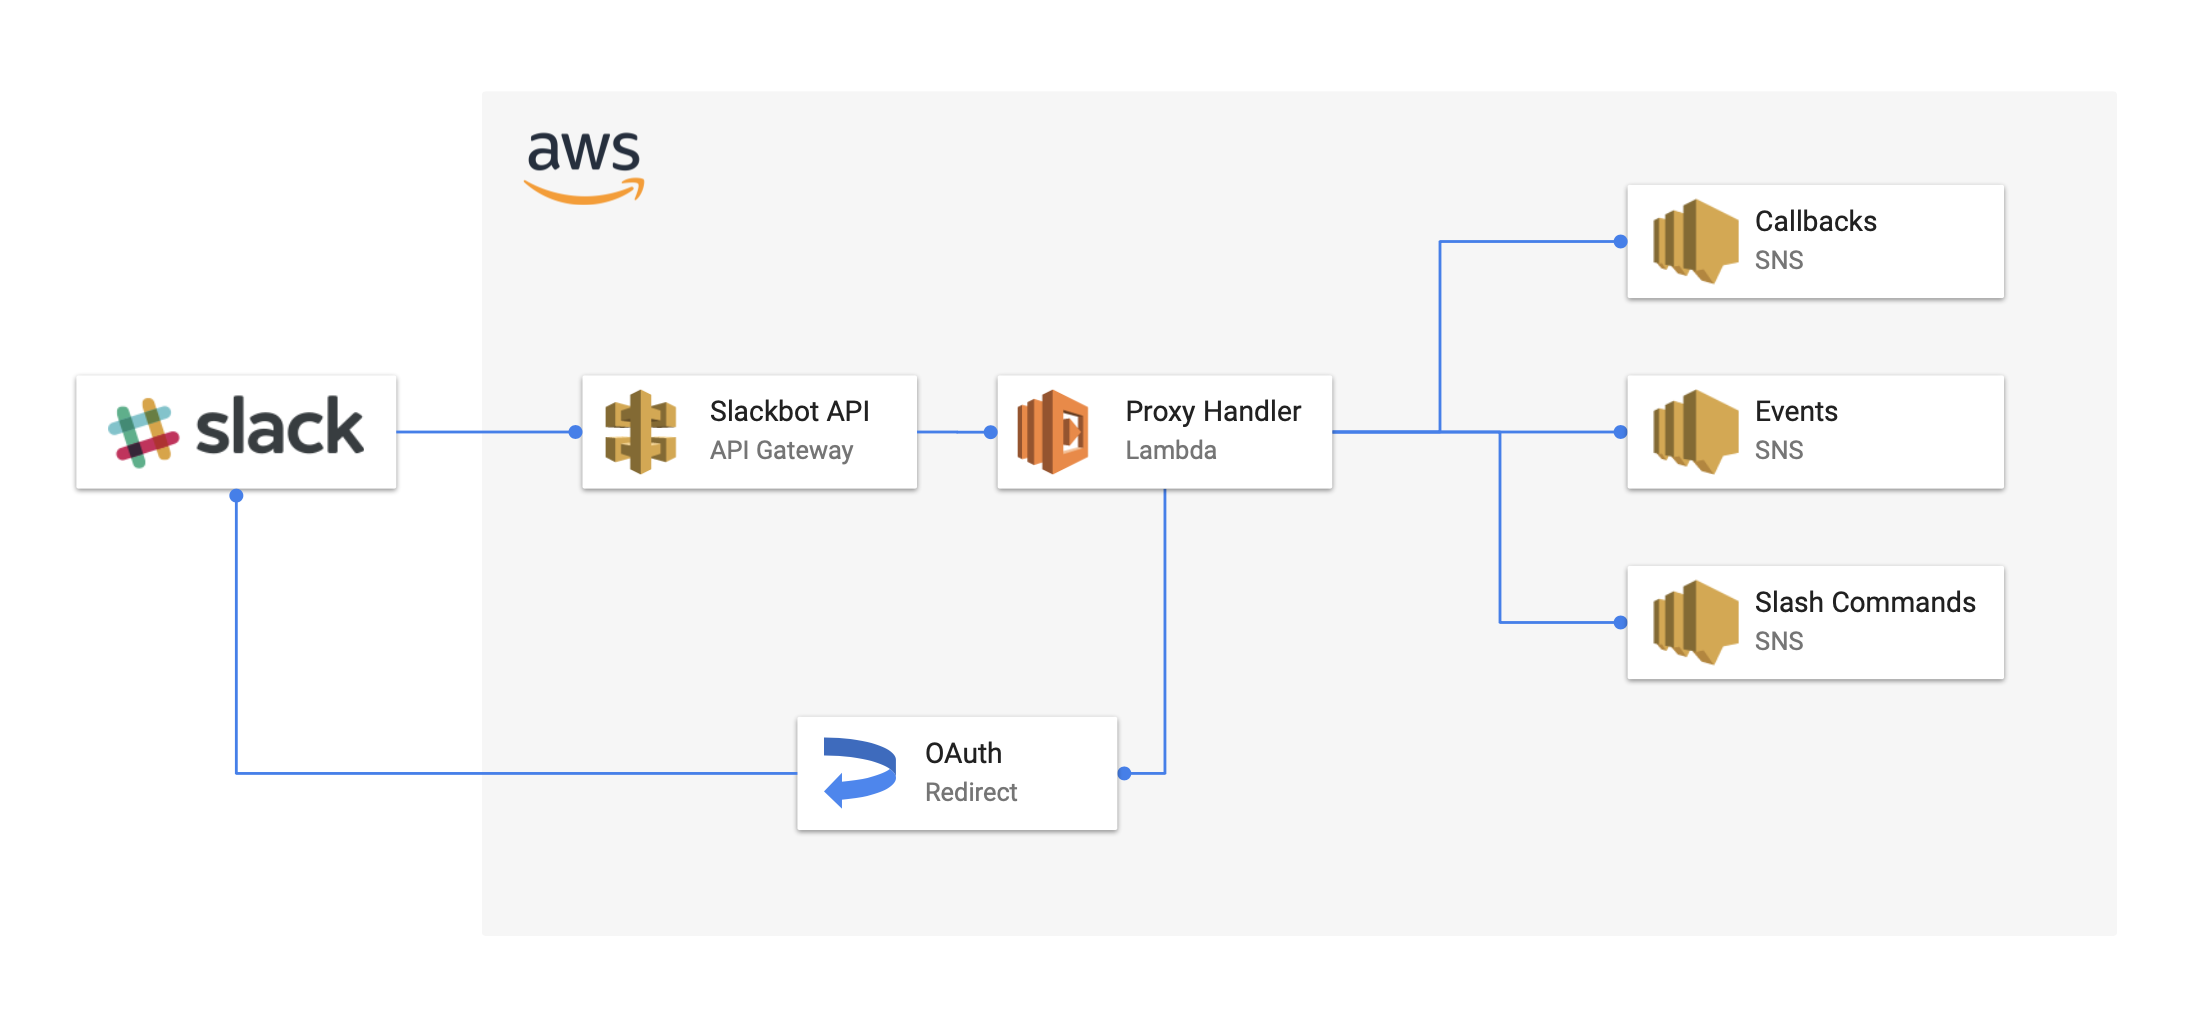 aws
slack
Slackbot API
API Gateway
Proxy Handler
Lambda
Callbacks
SNS
Events
SNS
Slash Commands
SNS
OAuth
Redirect